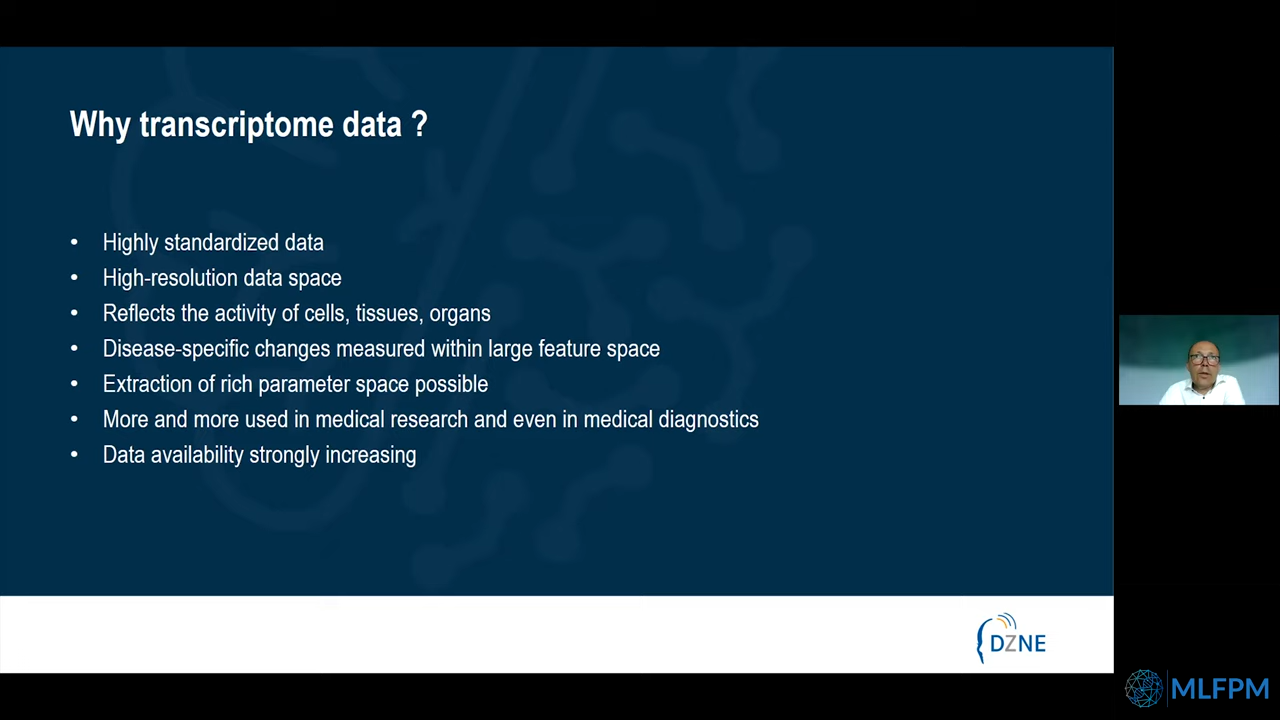 Why transcriptome data ?
• Highly standardized data
• High-resolution data space
• Reflects the activity of cells, tissues, organs
• Disease-specific changes measured within large feature space
• Extraction of rich parameter space possible
• More and more used in medical research and even in medical diagnostics
• Data availability strongly increasing
DZNE
MLFPM